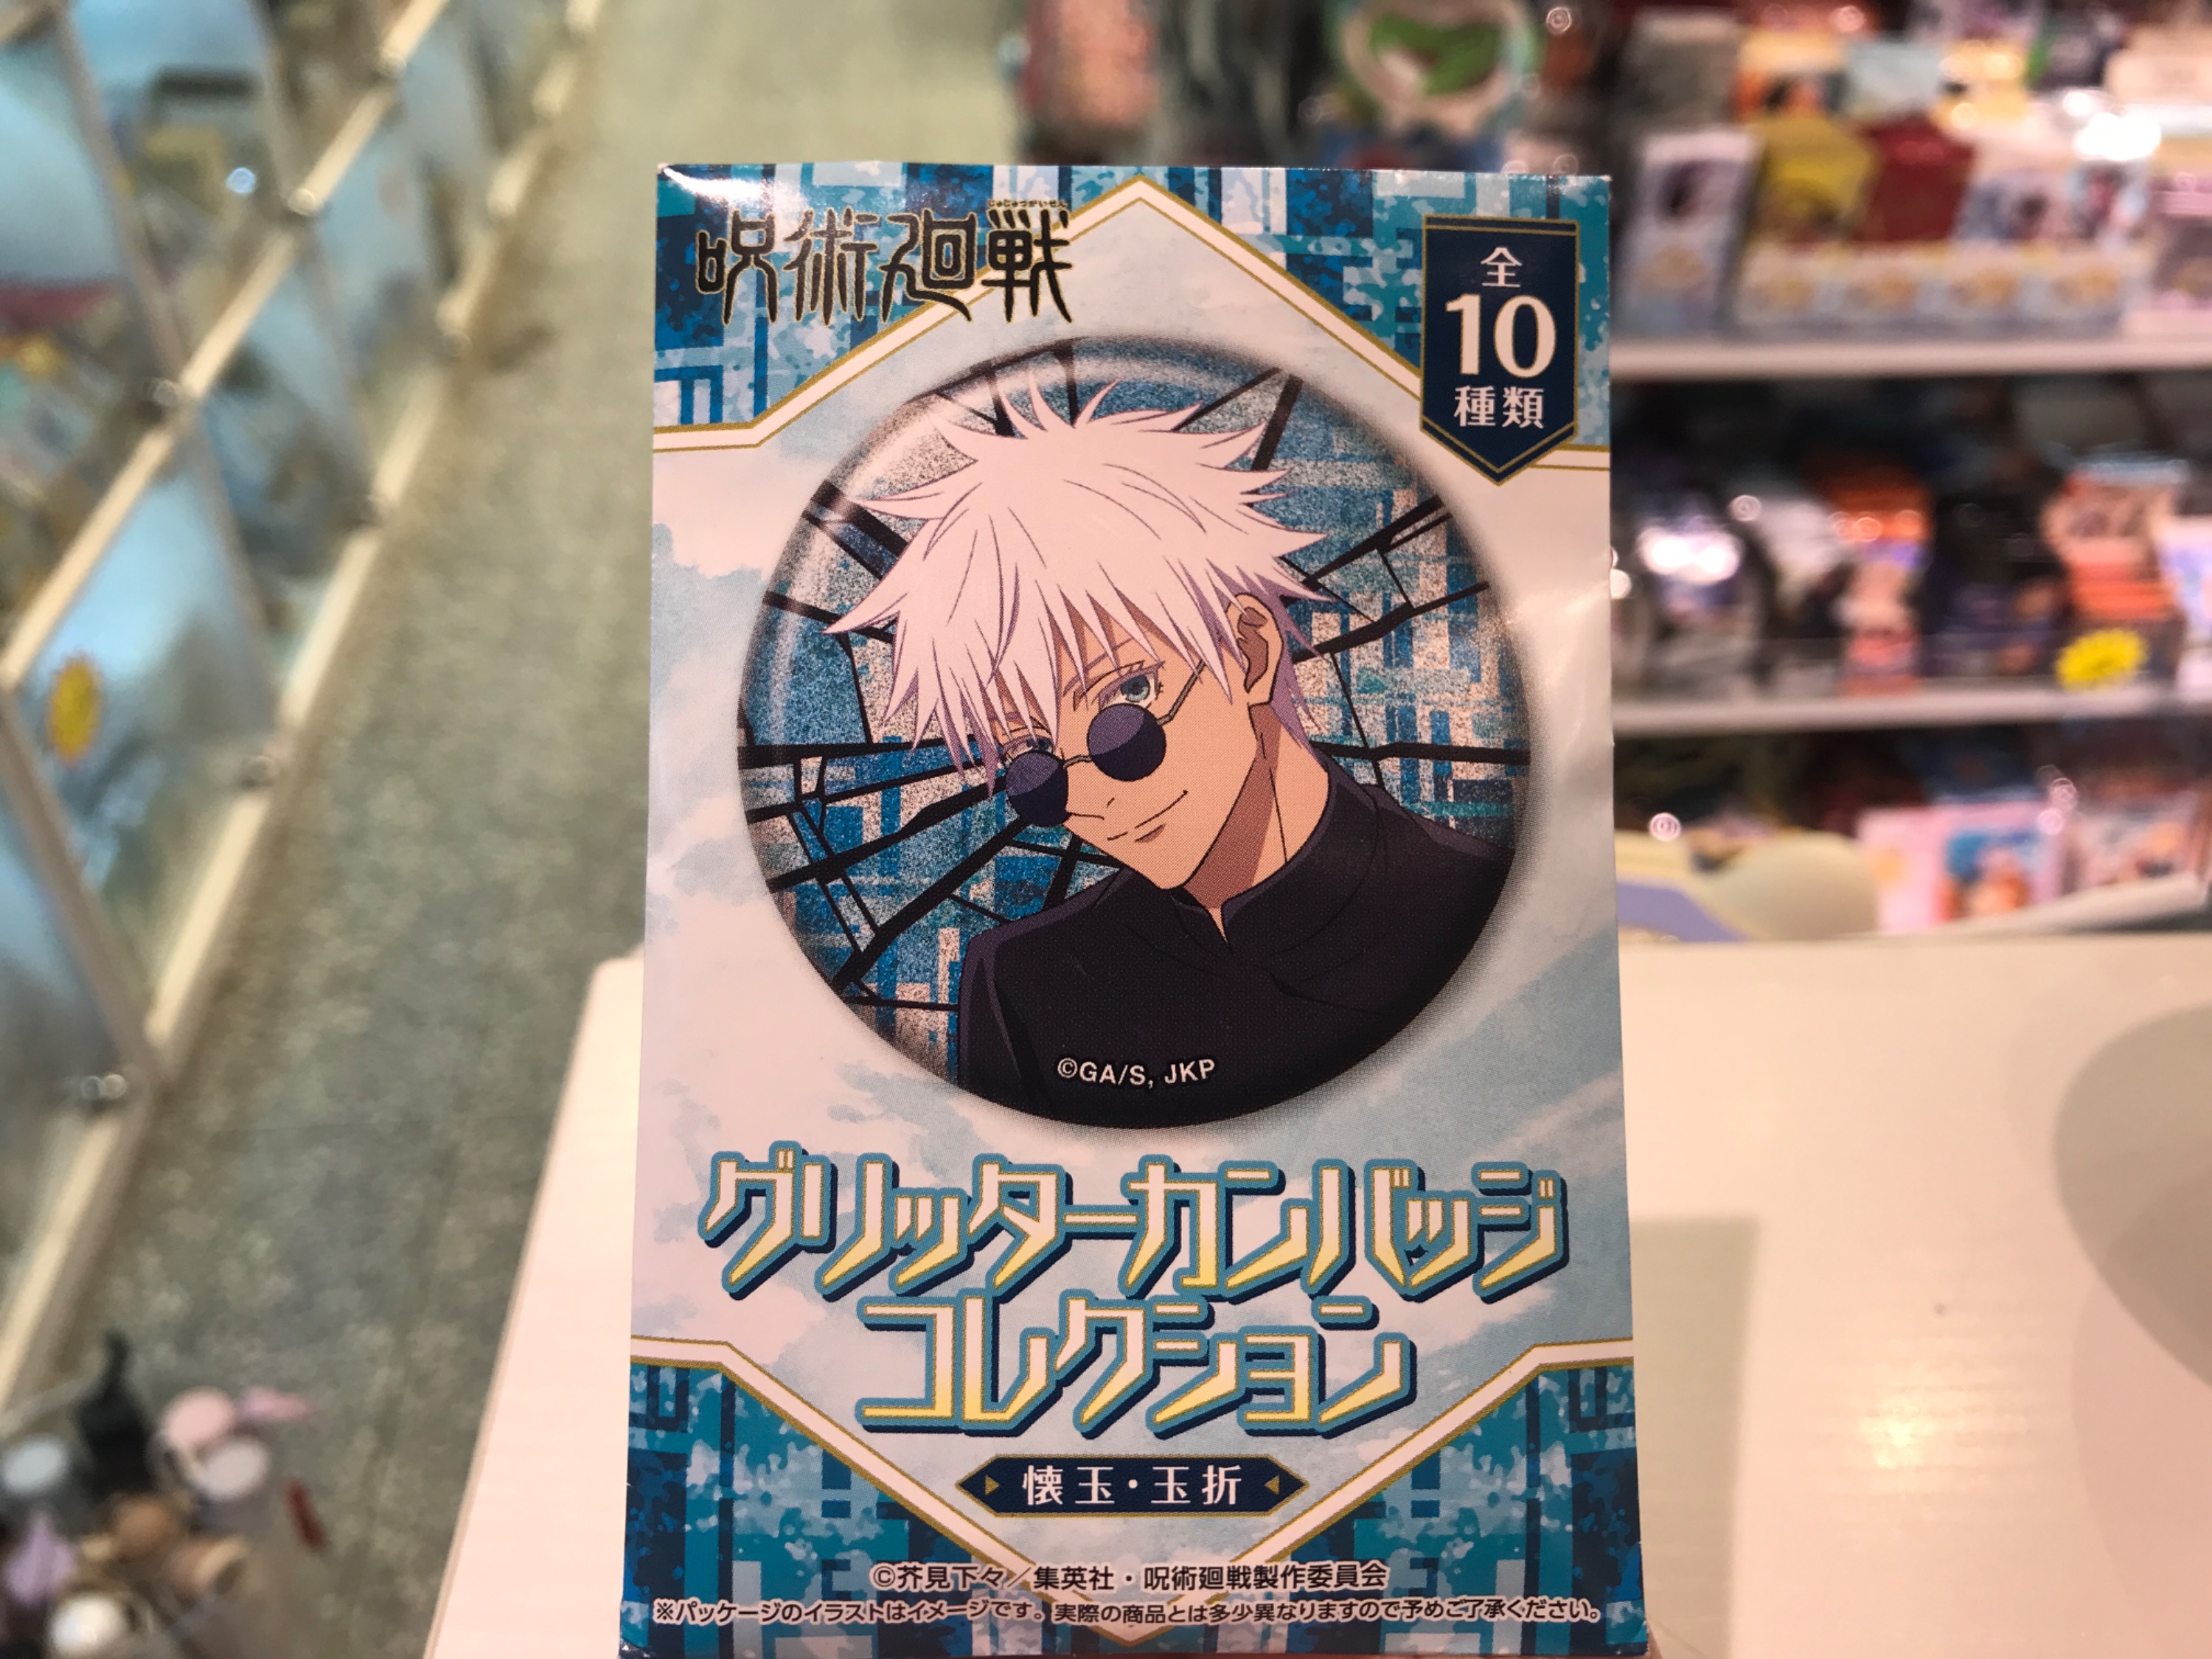 じゅじゅつかいせん
呪術廻戦
全
10
種類
©GA/S, JKP
グリッターカンバッジ
コレクション
懐玉・玉折
©芥見下々／集英社・呪術廻戦製作委員会
※パッケージのイラストはイメージです。実際の商品とは多少異なりますので予めご了承ください。